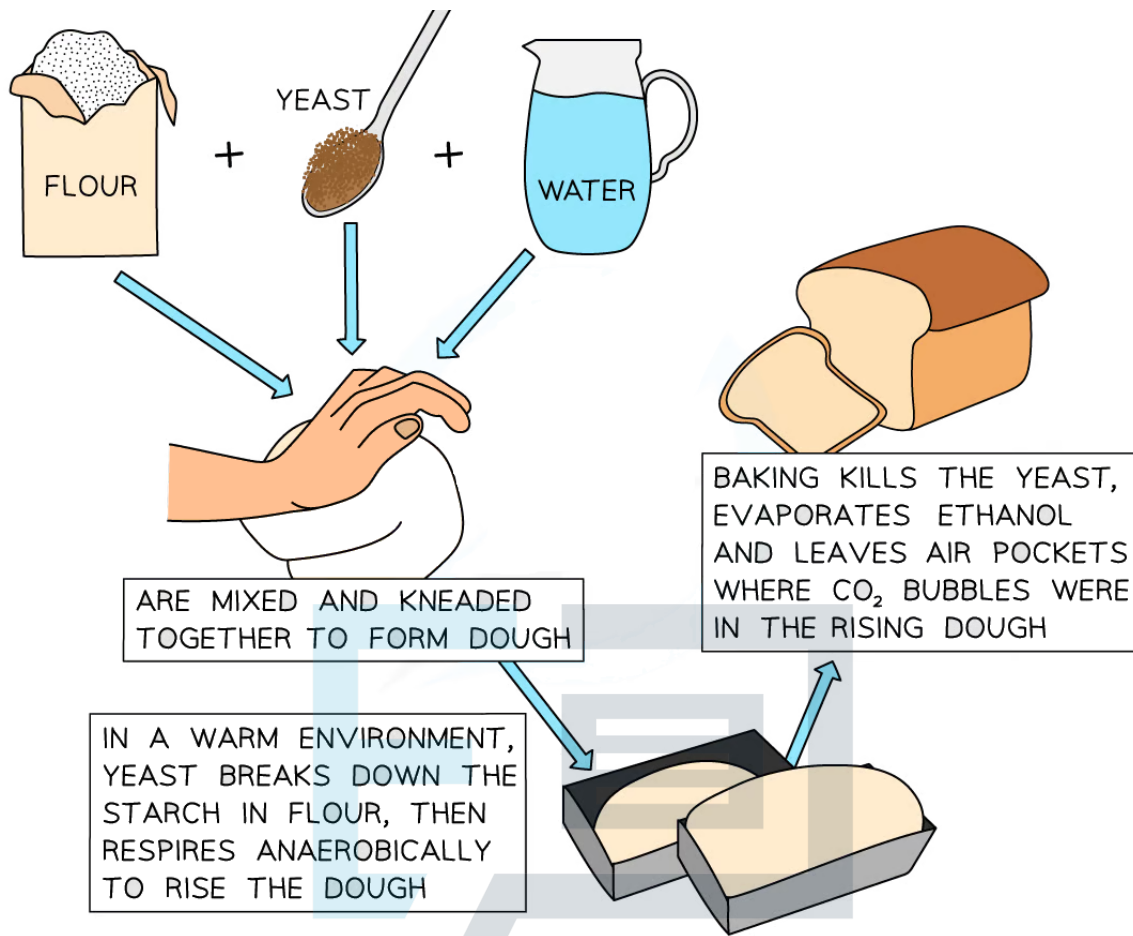 YEAST
+
+
FLOUR
WATER
ARE MIXED AND KNEADED
TOGETHER TO FORM DOUGH
IN A WARM ENVIRONMENT,
YEAST BREAKS DOWN THE
STARCH IN FLOUR, THEN
RESPIRES ANAEROBICALLY
TO RISE THE DOUGH
BAKING KILLS THE YEAST,
EVAPORATES ETHANOL
AND LEAVES AIR POCKETS
WHERE CO₂ BUBBLES WERE
IN THE RISING DOUGH